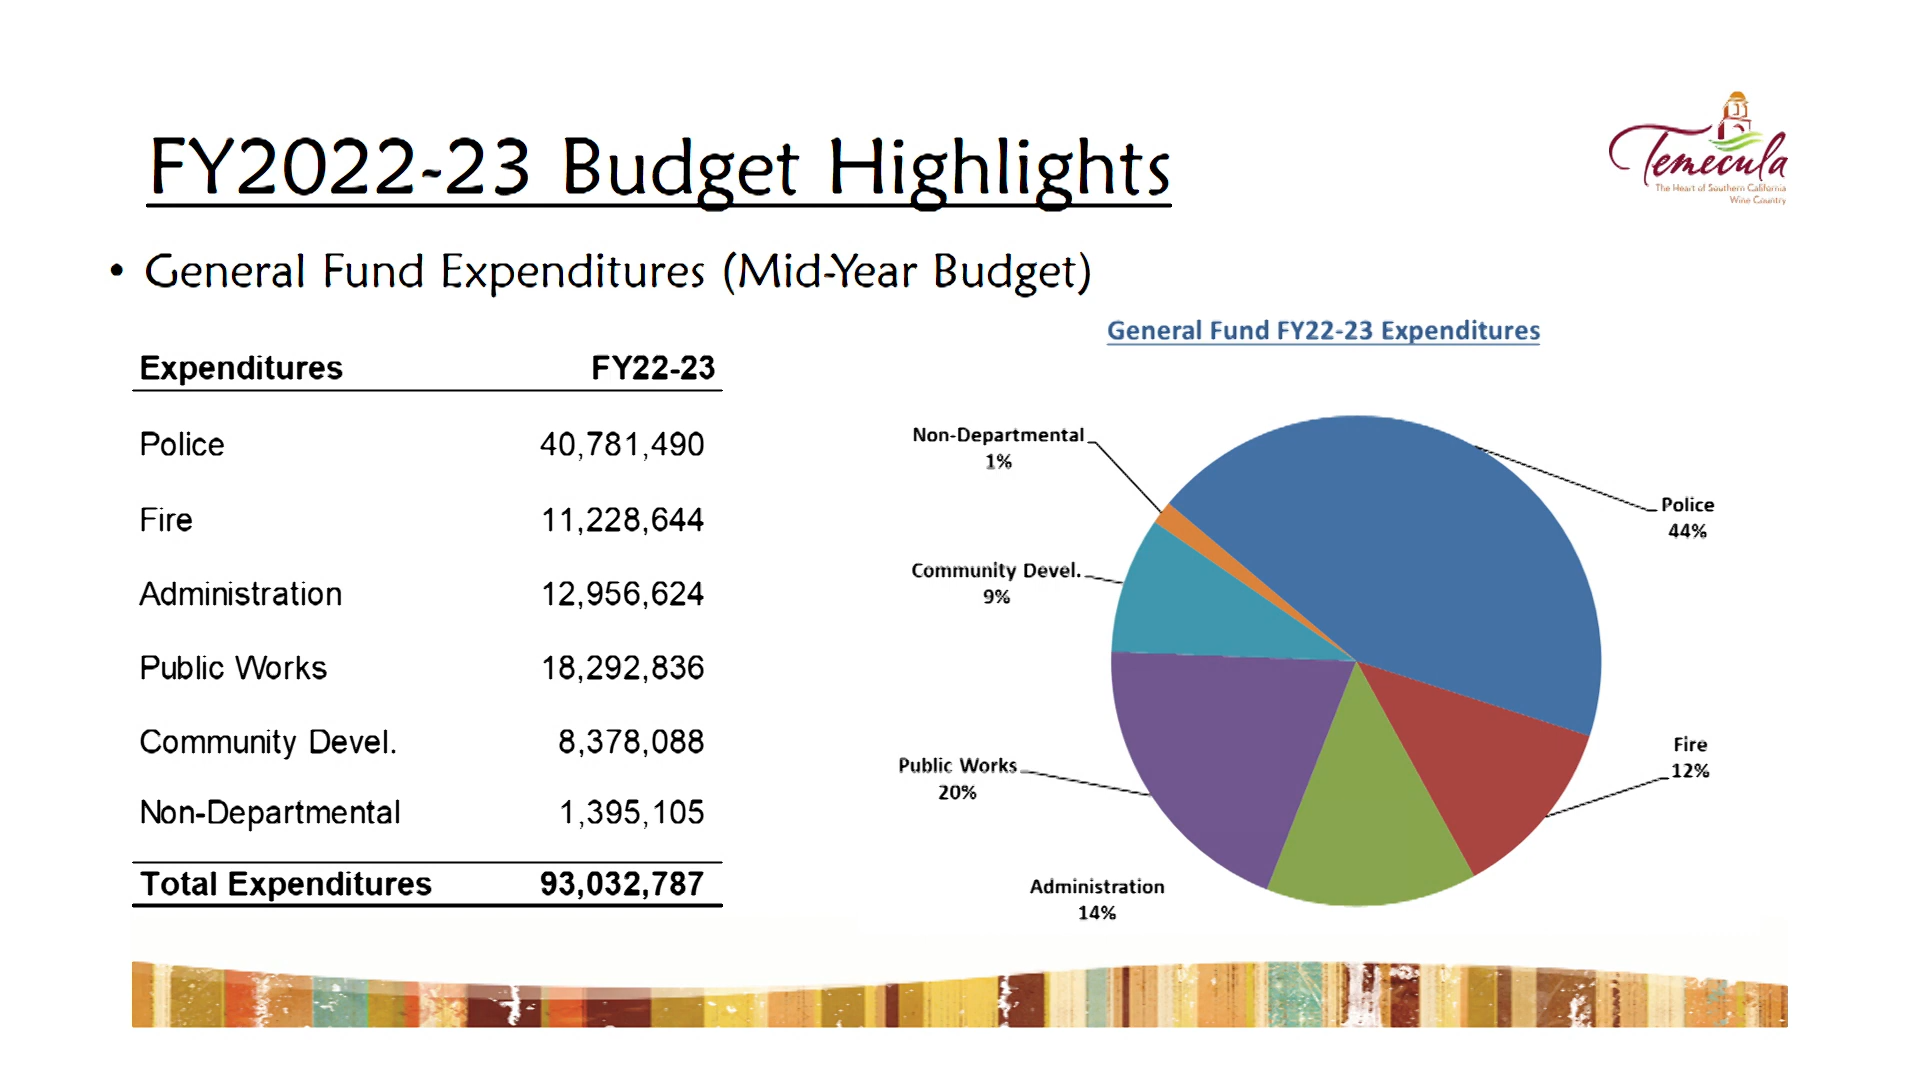 FY2022-23 Budget Highlights
Temecula
The Heart of Southern California
Wine Country
• General Fund Expenditures (Mid-Year Budget)
Expenditures FY22-23
Police 40,781,490
Fire 11,228,644
Administration 12,956,624
Public Works 18,292,836
Community Devel. 8,378,088
Non-Departmental 1,395,105
Total Expenditures 93,032,787
General Fund FY22-23 Expenditures
Non-Departmental
1%
Police
44%
Community Devel.
9%
Fire
12%
Public Works
20%
Administration
14%